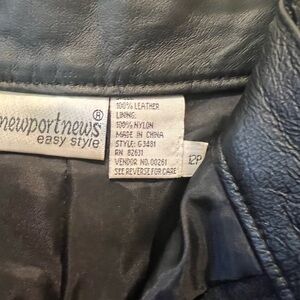 newportnews®
easy style
100% LEATHER
LINING:
100% NYLON
MADE IN CHINA
STYLE: G3481
RN 82631
VENDOR NO. 00261
SEE REVERSE FOR CARE
12P